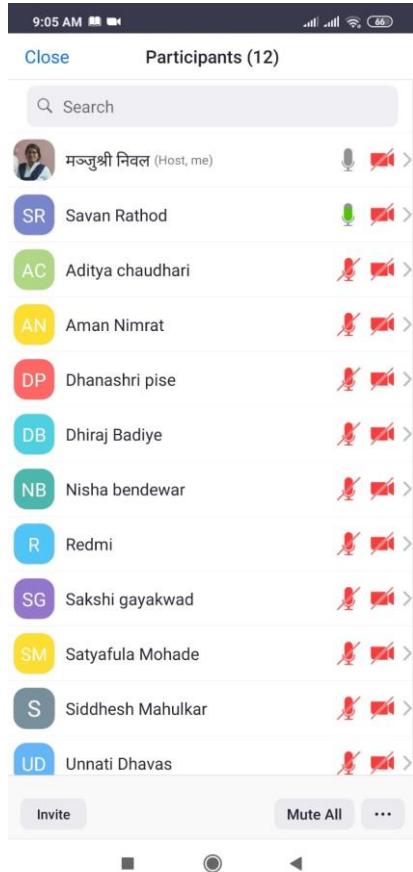 9:05 AM 66
Close Participants (12)
Search
मञ्जुश्री निवल (Host, me)
SR Savan Rathod
AC Aditya chaudhari
AN Aman Nimrat
DP Dhanashri pise
DB Dhiraj Badiye
NB Nisha bendewar
R Redmi
SG Sakshi gayakwad
SM Satyafula Mohade
S Siddhesh Mahulkar
UD Unnati Dhavas
Invite Mute All ...